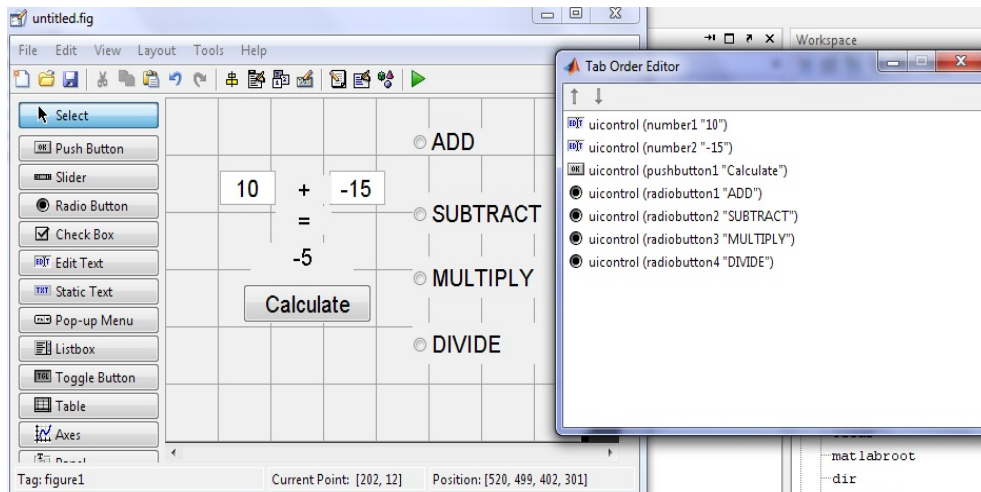 untitled.fig
File Edit View Layout Tools Help
Select
Push Button
Slider
Radio Button
Check Box
Edit Text
Static Text
Pop-up Menu
Listbox
Toggle Button
Table
Axes
10 + -15
=
-5
Calculate
ADD
SUBTRACT
MULTIPLY
DIVIDE
Tag: figure1 Current Point: [202, 12] Position: [520, 499, 402, 301]
Workspace
Tab Order Editor
uicontrol (number1 "10")
uicontrol (number2 "-15")
uicontrol (pushbutton1 "Calculate")
uicontrol (radiobutton1 "ADD")
uicontrol (radiobutton2 "SUBTRACT")
uicontrol (radiobutton3 "MULTIPLY")
uicontrol (radiobutton4 "DIVIDE")
matlabroot
dir